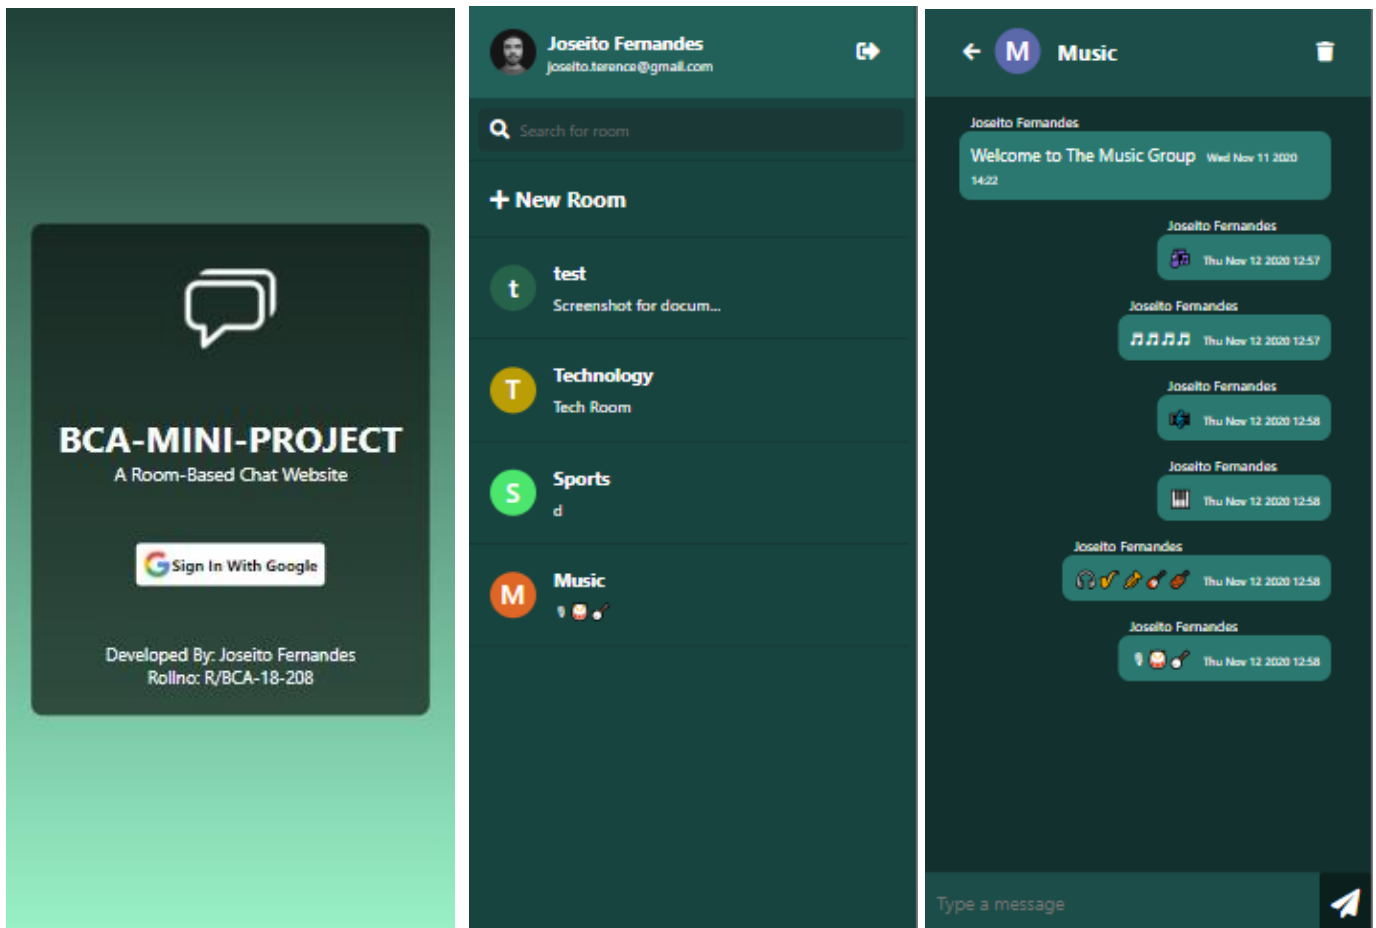 BCA-MINI-PROJECT
A Room-Based Chat Website
Sign In With Google
Developed By: Joseito Fernandes
Rollno: R/BCA-18-208
Joseito Fernandes
joseito.terence@gmail.com
Search for room
New Room
t
test
Screenshot for docum...
T
Technology
Tech Room
S
Sports
d
M
Music
M
Music
Joseito Fernandes
Welcome to The Music Group Wed Nov 11 2020
14:22
Joseito Fernandes
Thu Nov 12 2020 12:57
Joseito Fernandes
🎵🎵🎵🎵 Thu Nov 12 2020 12:57
Joseito Fernandes
Thu Nov 12 2020 12:58
Joseito Fernandes
🎹 Thu Nov 12 2020 12:58
Joseito Fernandes
Thu Nov 12 2020 12:58
Joseito Fernandes
Thu Nov 12 2020 12:58
Type a message